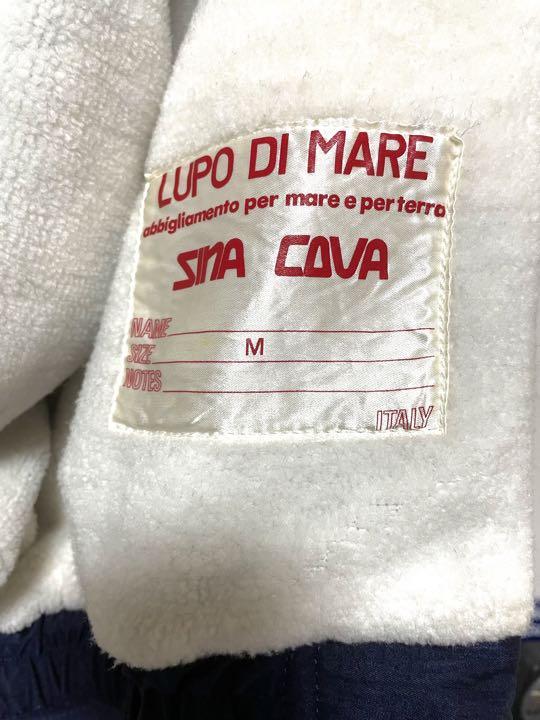 LUPO DI MARE
abbigliamento per mare e per terra
SINA COVA
NAME
SIZE M
NOTES
ITALY